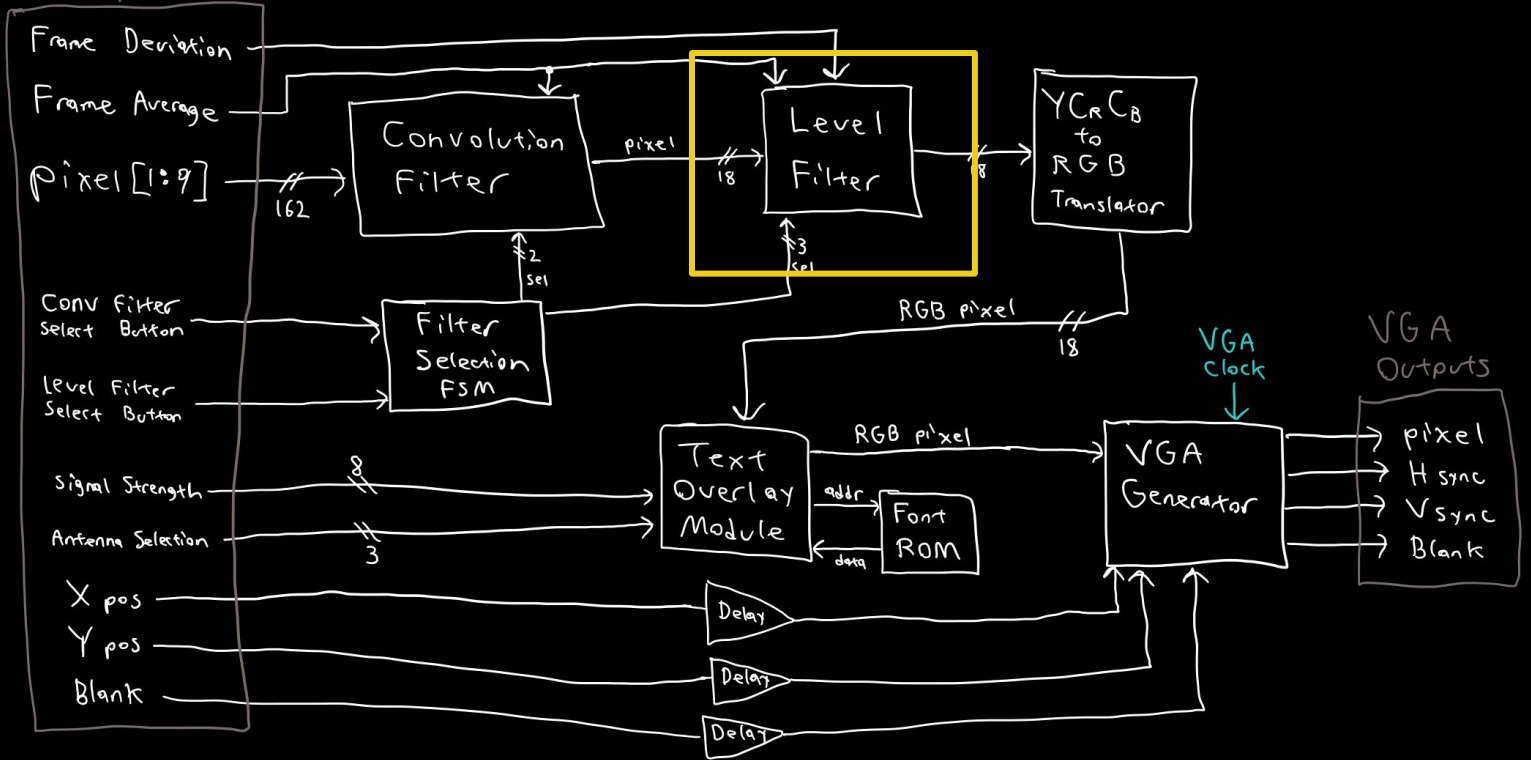 Frame Deviation
Frame Average
pixel[1:9]
162
Convolution
Filter
pixel
18
Level
Filter
18
YCRCB
to
RGB
Translator
2
sel
3
sel
Conv Filter
Select Button
Level Filter
Select Button
Filter
Selection
FSM
RGB pixel
18
VGA
Clock
VGA
Outputs
Signal Strength
8
Antenna Selection
3
Text
Overlay
Module
RGB pixel
addr
data
Font
ROM
VGA
Generator
pixel
H sync
V sync
Blank
X pos
Y pos
Blank
Delay
Delay
Delay